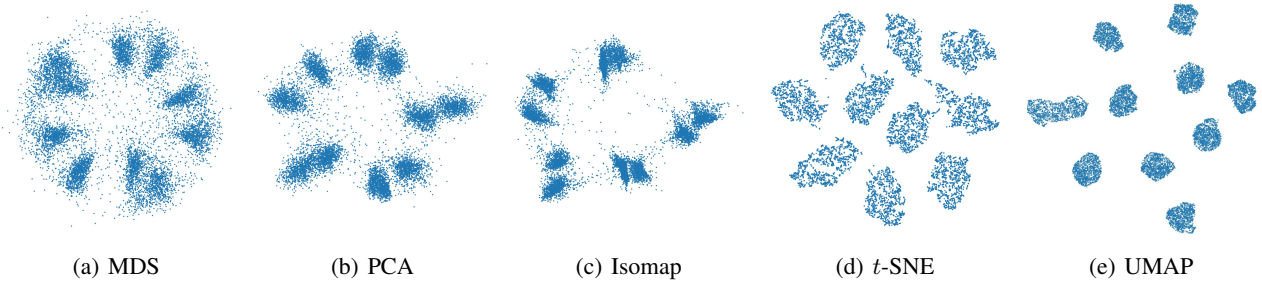 (a) MDS
(b) PCA
(c) Isomap
(d) t-SNE
(e) UMAP